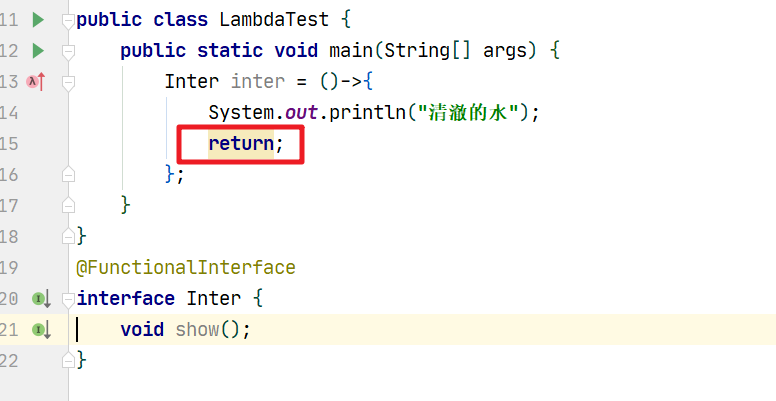 11 public class LambdaTest {
12 public static void main(String[] args) {
13 Inter inter = ()->{
14 System.out.println("清澈的水");
15 return;
16 };
17 }
18 }
19 @FunctionalInterface
20 interface Inter {
21 void show();
22 }